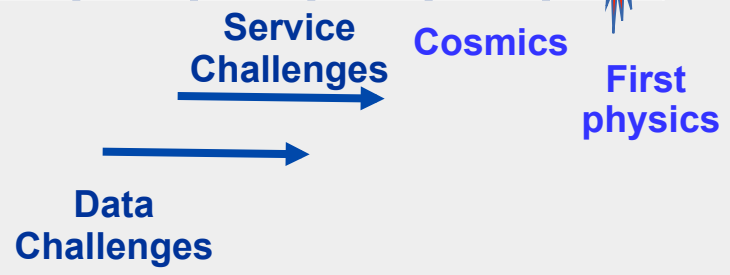 Service
Challenges
Cosmics
First
physics
Data
Challenges